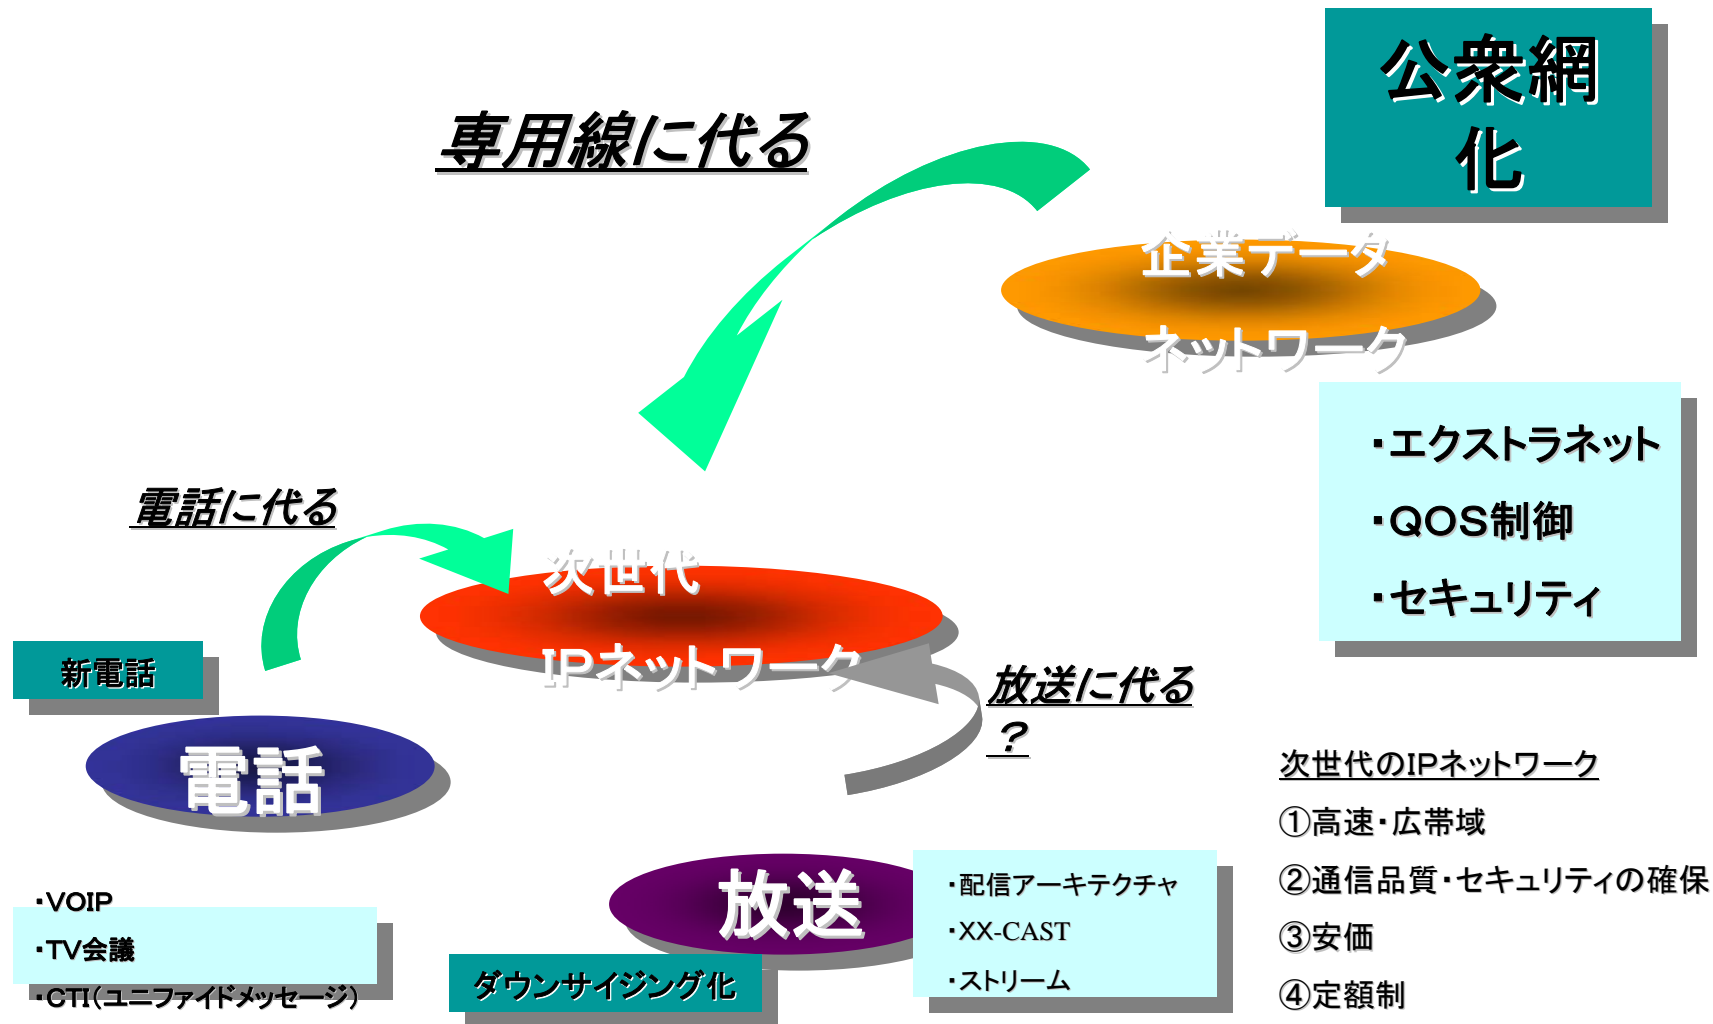 公衆網
化
専用線に代る
企業データ
ネットワーク
・エクストラネット
・QOS制御
・セキュリティ
電話に代る
次世代
IPネットワーク
新電話
電話
放送に代る
？
・VOIP
・TV会議
・CTI（ユニファイドメッセージ）
放送
ダウンサイジング化
・配信アーキテクチャ
・XX-CAST
・ストリーム
次世代のIPネットワーク
①高速・広帯域
②通信品質・セキュリティの確保
③安価
④定額制